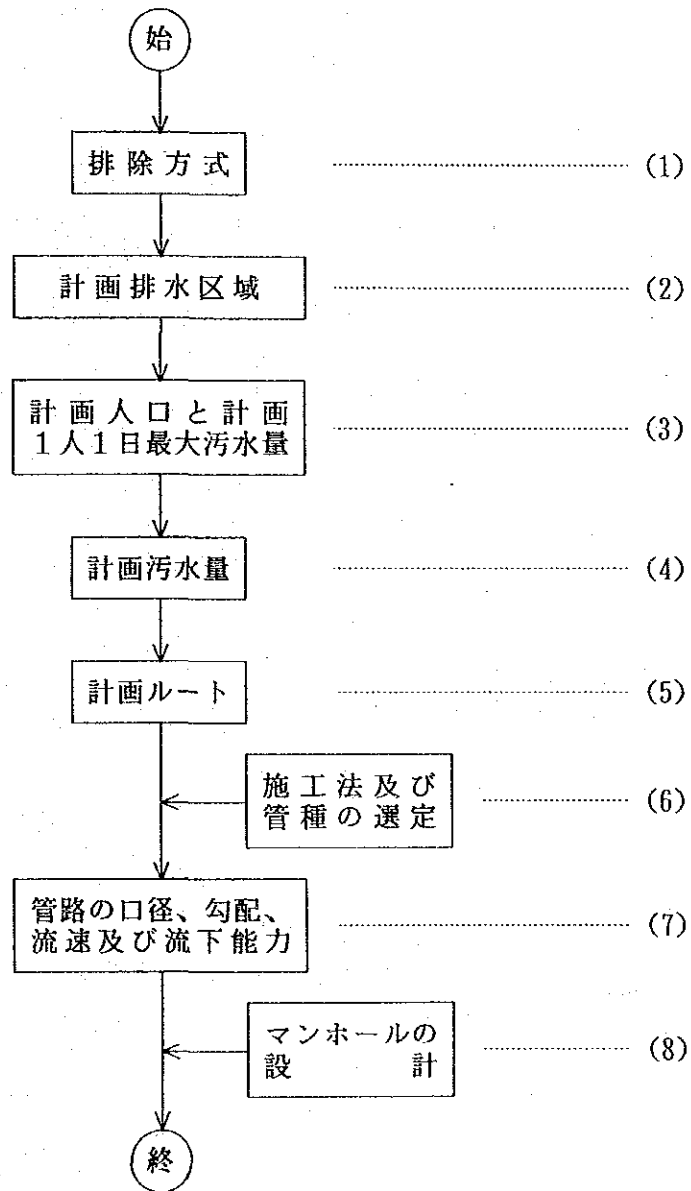 始
排除方式 (1)
計画排水区域 (2)
計画人口と計画
1人1日最大汚水量 (3)
計画汚水量 (4)
計画ルート (5)
施工法及び
管種の選定 (6)
管路の口径、勾配、
流速及び流下能力 (7)
マンホールの
設計 (8)
終